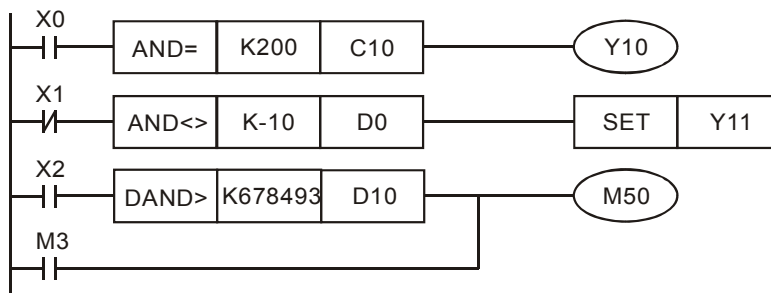 X0
AND= K200 C10 Y10
X1
AND<> K-10 D0 SET Y11
X2
DAND> K678493 D10 M50
M3